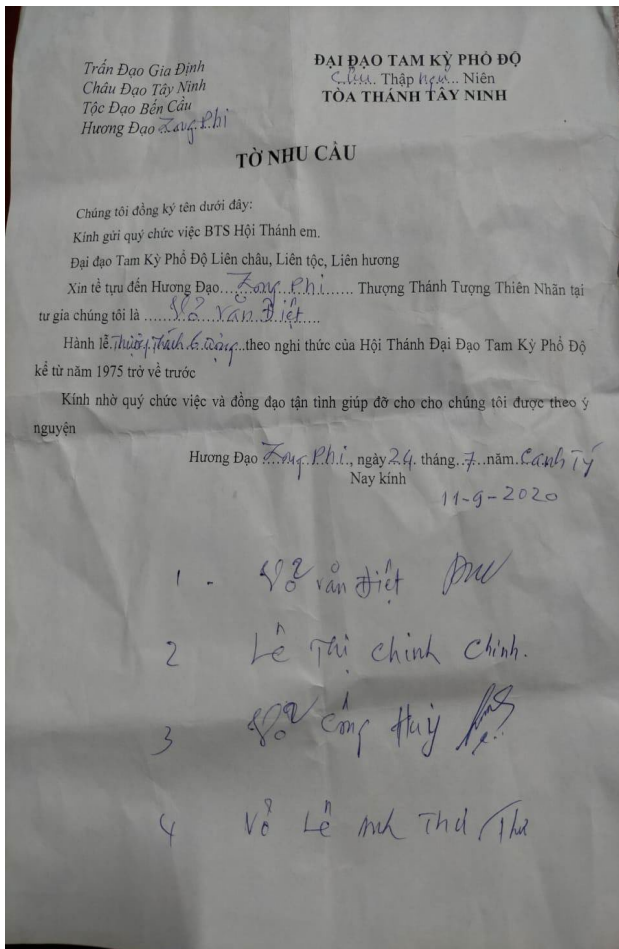 Trấn Đạo Gia Định
Châu Đạo Tây Ninh
Tộc Đạo Bến Cầu
Hương Đạo Long Phi
ĐẠI ĐẠO TAM KỲ PHỔ ĐỘ
Cửu Thập Ngũ Niên
TÒA THÁNH TÂY NINH
TỜ NHU CẦU
Chúng tôi đồng ký tên dưới đây:
Kính gửi quý chức việc BTS Hội Thánh em.
Đại đạo Tam Kỳ Phổ Độ Liên châu, Liên tộc, Liên hương
Xin tề tựu đến Hương Đạo Long Phi Thượng Thánh Tượng Thiên Nhãn tại
tư gia chúng tôi là Võ Văn Điết
Hành lễ Thượng Thánh Tượng theo nghi thức của Hội Thánh Đại Đạo Tam Kỳ Phổ Độ
kể từ năm 1975 trở về trước
Kính nhờ quý chức việc và đồng đạo tận tình giúp đỡ cho cho chúng tôi được theo ý
nguyện
Hương Đạo Long Phi, ngày 24 tháng 7 năm Canh Tý
Nay kính
11-9-2020
1 - Võ Văn Điết
2 Lê Thị Chinh Chinh.
3 Võ Công Huy
4 Võ Lê Anh Thư Thư